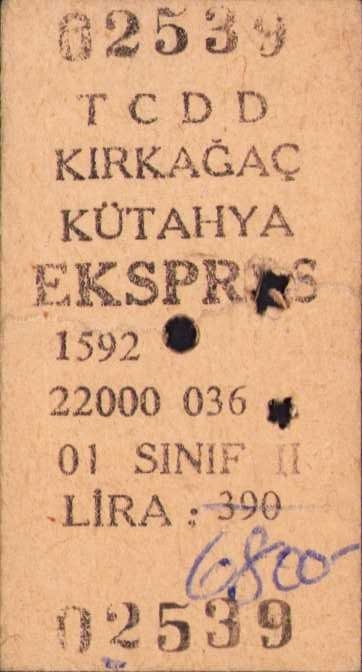 02539
TCDD
KIRKAĞAÇ
KÜTAHYA
EKSPRES
1592
22000 036
01 SINIF II
LİRA : 390
6800-
02539